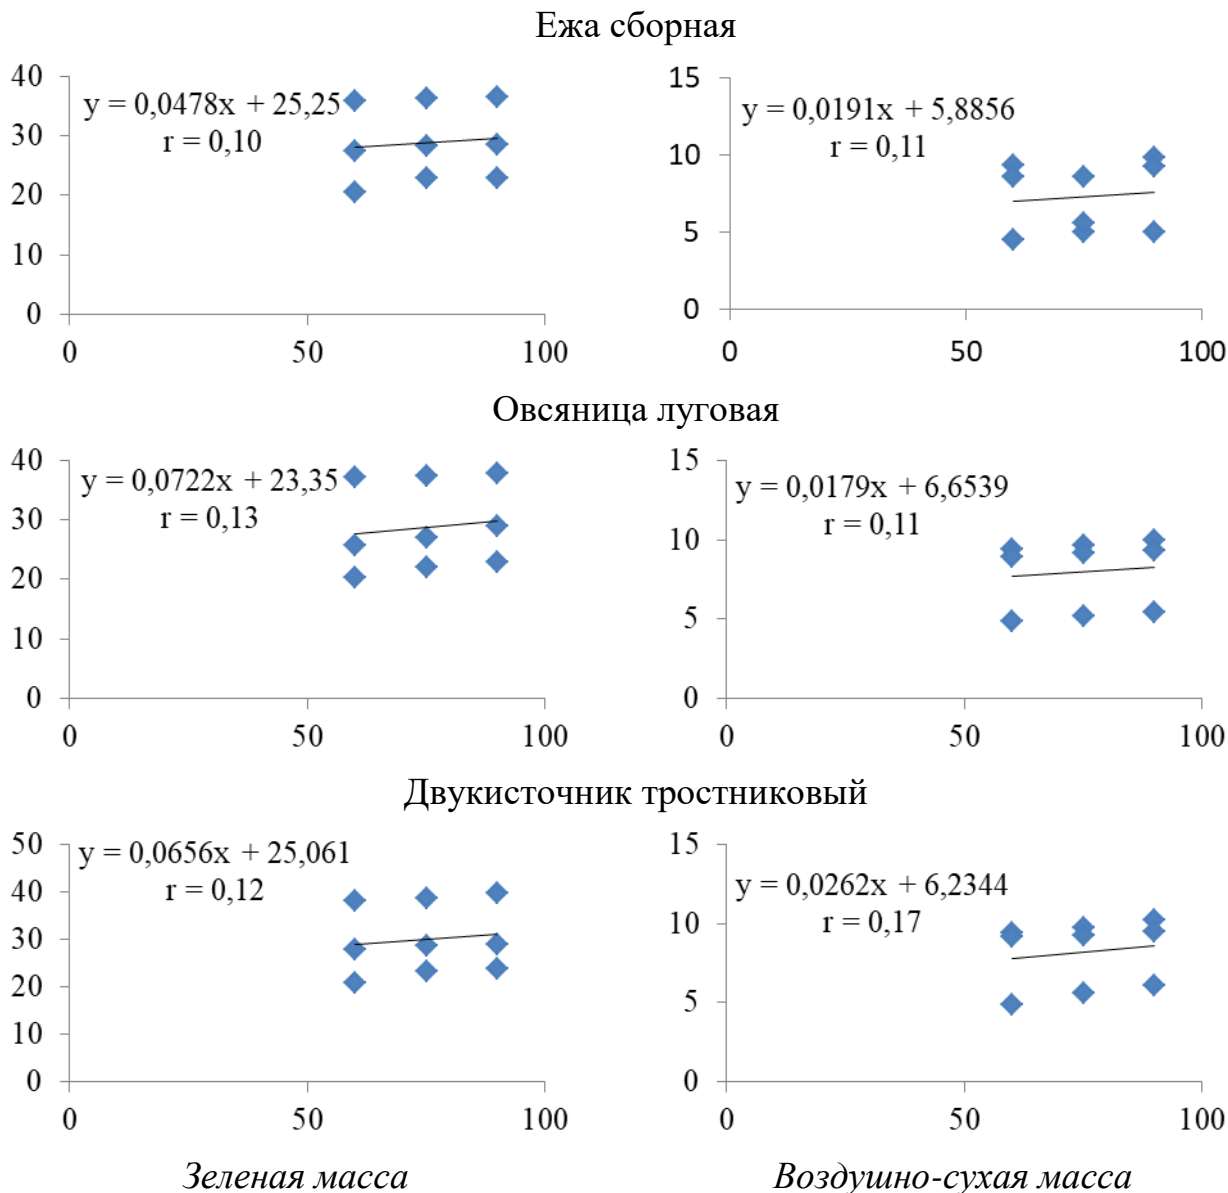 Ежа сборная
40
30
20
10
0
0 50 100
y = 0,0478x + 25,25
r = 0,10
15
10
5
0
0 50 100
y = 0,0191x + 5,8856
r = 0,11
Овсяница луговая
40
30
20
10
0
0 50 100
y = 0,0722x + 23,35
r = 0,13
15
10
5
0
0 50 100
y = 0,0179x + 6,6539
r = 0,11
Двукисточник тростниковый
50
40
30
20
10
0
0 50 100
y = 0,0656x + 25,061
r = 0,12
15
10
5
0
0 50 100
y = 0,0262x + 6,2344
r = 0,17
Зеленая масса
Воздушно-сухая масса